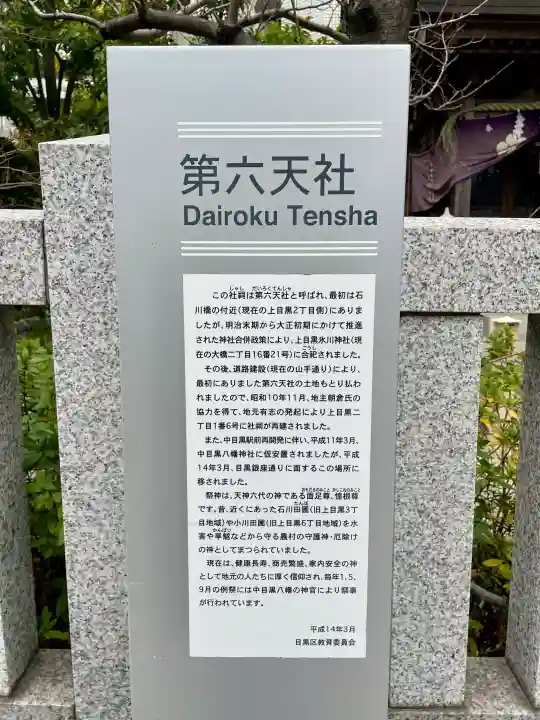 第六天社
Dairoku Tensha
この社祠は第六天社と呼ばれ、最初は石
川橋の付近(現在の上目黒2丁目側)にありま
したが、明治末期から大正初期にかけて推進
された神社合併政策により、上目黒氷川神社(現
在の大橋二丁目16番21号)に合祀されました。
その後、道路建設(現在の山手通り)により、
最初にありました第六天社の土地もとり払わ
れましたので、昭和10年11月、地主朝倉氏の
協力を得て、地元有志の発起により上目黒二
丁目1番6号に社祠が再建されました。
また、中目黒駅前再開発に伴い、平成11年3月、
中目黒八幡神社に仮安置されましたが、平成
14年3月、目黒銀座通りに面するこの場所に
移されました。
祭神は、天神六代の神である面足尊、惶根尊
です。昔、近くにあった石川田圃(旧上目黒3丁
目地域)や小川田圃(旧上目黒6丁目地域)を水
害や旱魃などから守る農村の守護神・厄除け
の神としてまつられていました。
現在は、健康長寿、商売繁盛、家内安全の神
として地元の人たちに厚く信仰され、毎年1、5、
9月の例祭には中目黒八幡の神官により祭事
が行われています。
平成14年3月
目黒区教育委員会